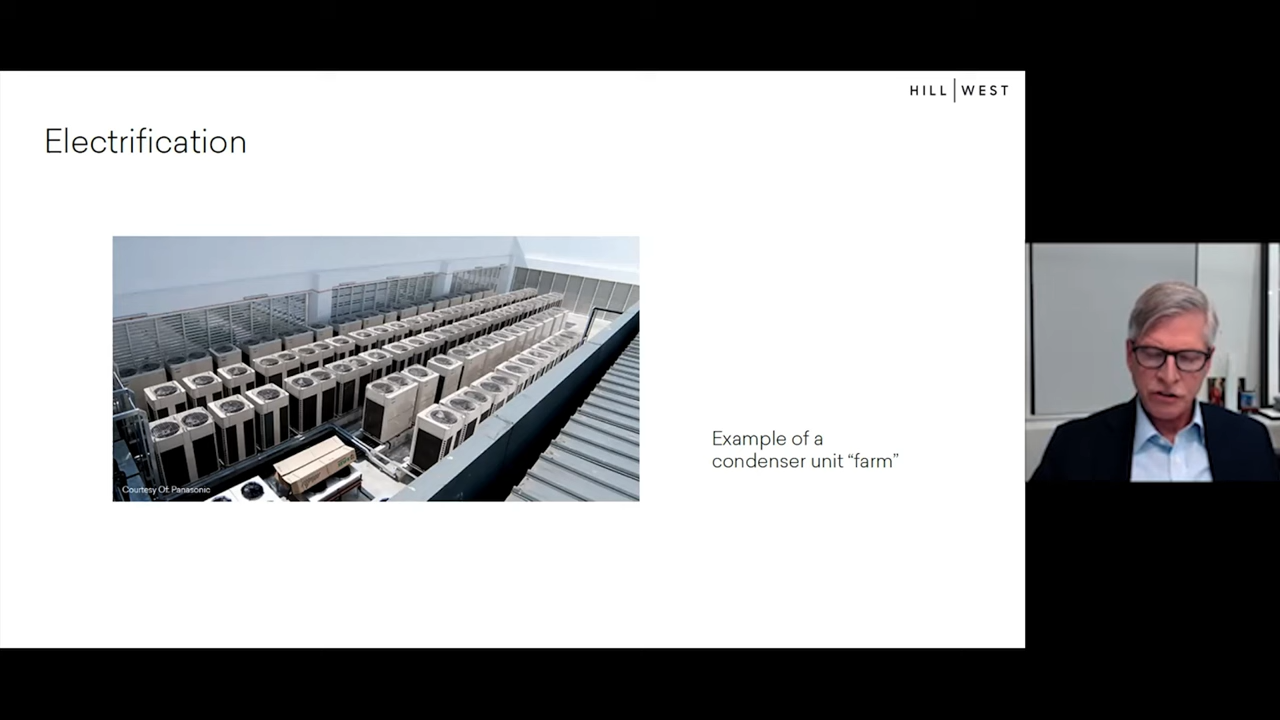 HILL|WEST
Electrification
Example of a
condenser unit “farm”
Courtesy Of: Panasonic